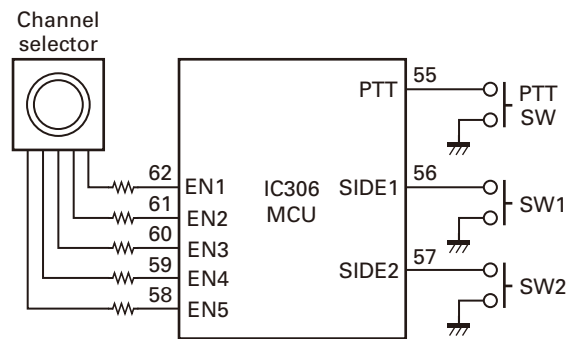 Channel
selector
62
61
60
59
58
EN1
EN2
EN3
EN4
EN5
IC306
MCU
PTT
SIDE1
SIDE2
55
56
57
PTT
SW
SW1
SW2